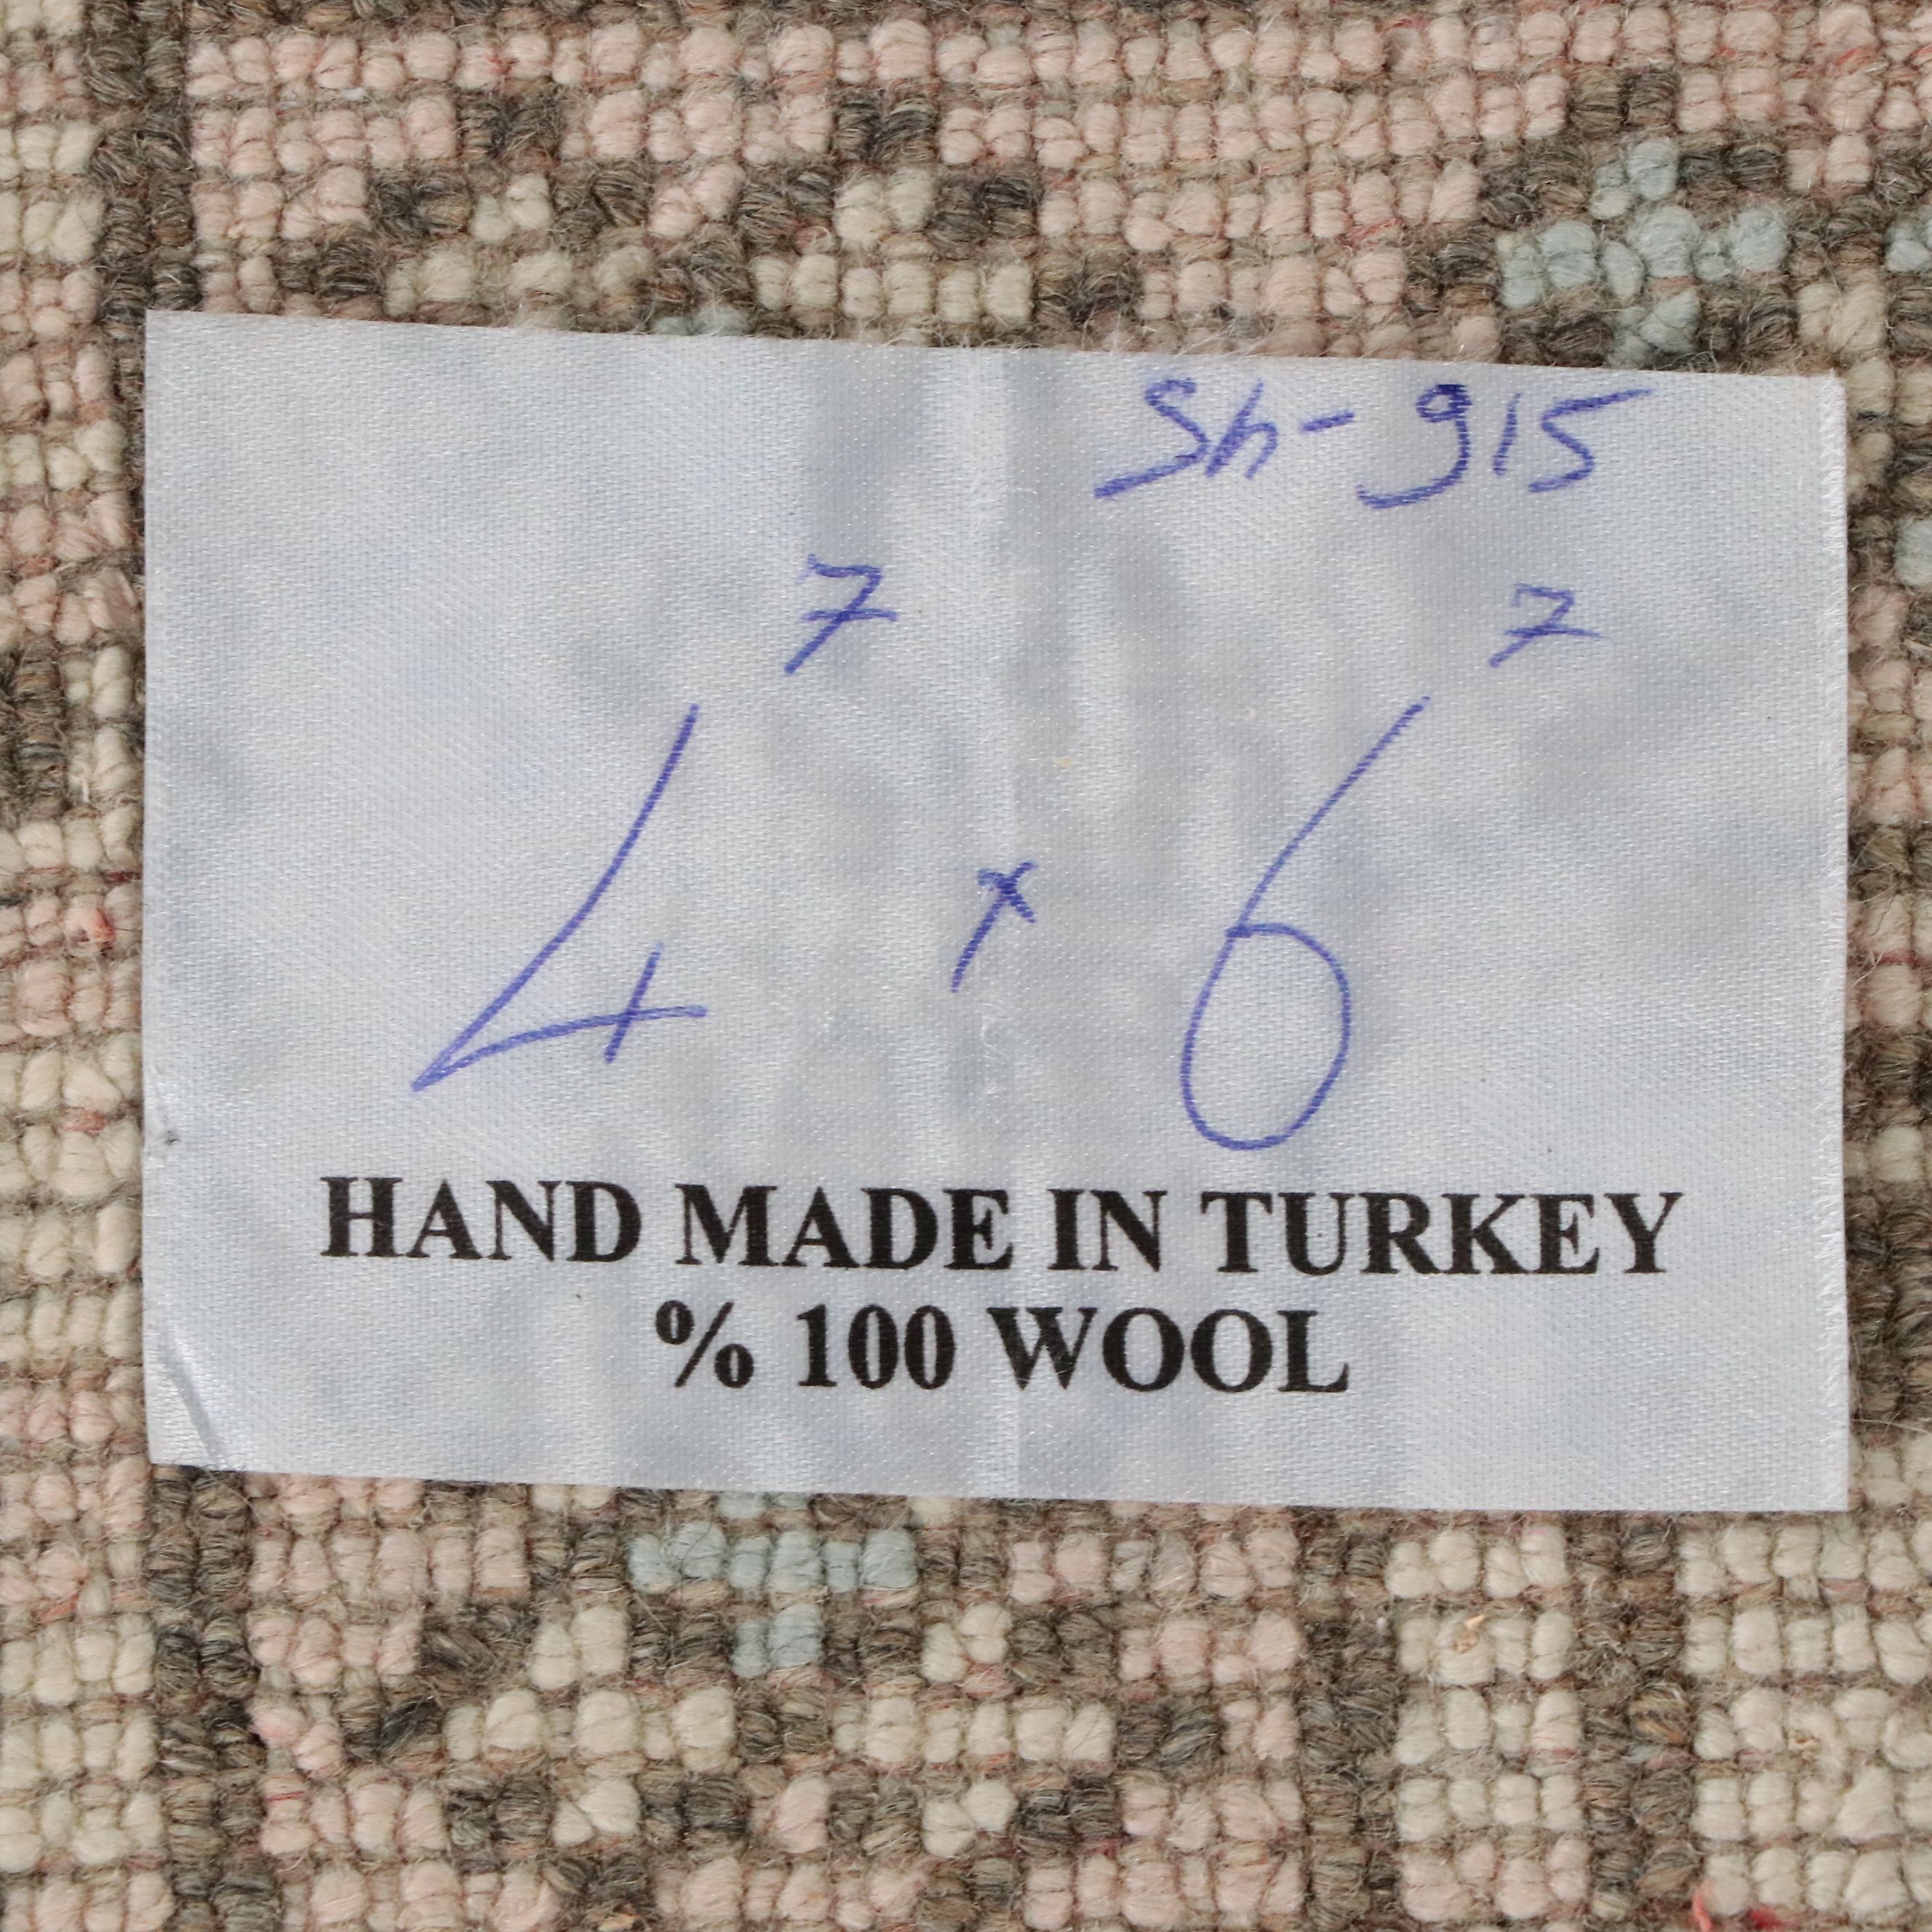 Sh-915
7 7
4 x 6
HAND MADE IN TURKEY
% 100 WOOL